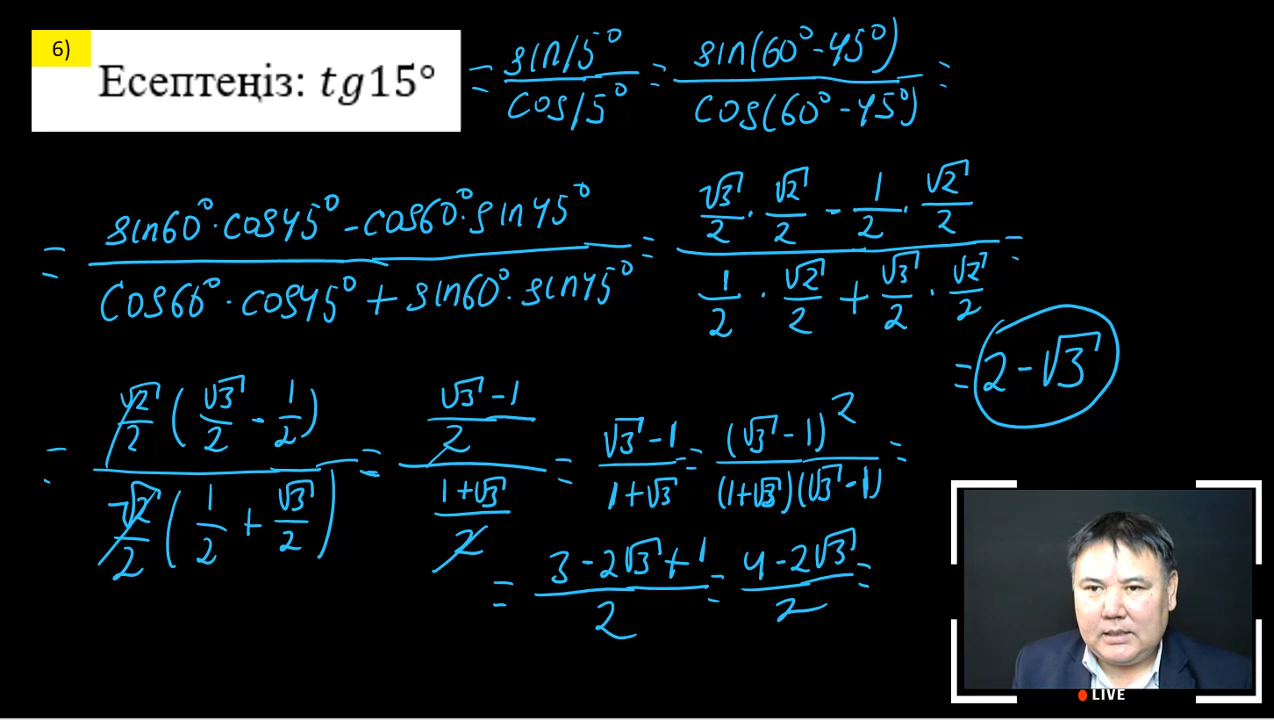 6)
Есептеңіз: tg15° = sin15°/cos15° = sin(60°-45°)/cos(60°-45°) =
= (sin60°·cos45° - cos60°·sin45°)/(cos60°·cos45° + sin60°·sin45°) = (√3/2 · √2/2 - 1/2 · √2/2)/(1/2 · √2/2 + √3/2 · √2/2) =
= √2/2 (√3/2 - 1/2)/(√2/2 (1/2 + √3/2)) = ((√3-1)/2)/((1+√3)/2) = (√3-1)/(1+√3) = (√3-1)²/((1+√3)(√3-1)) =
= (3-2√3+1)/2 = (4-2√3)/2 =
= 2-√3
LIVE